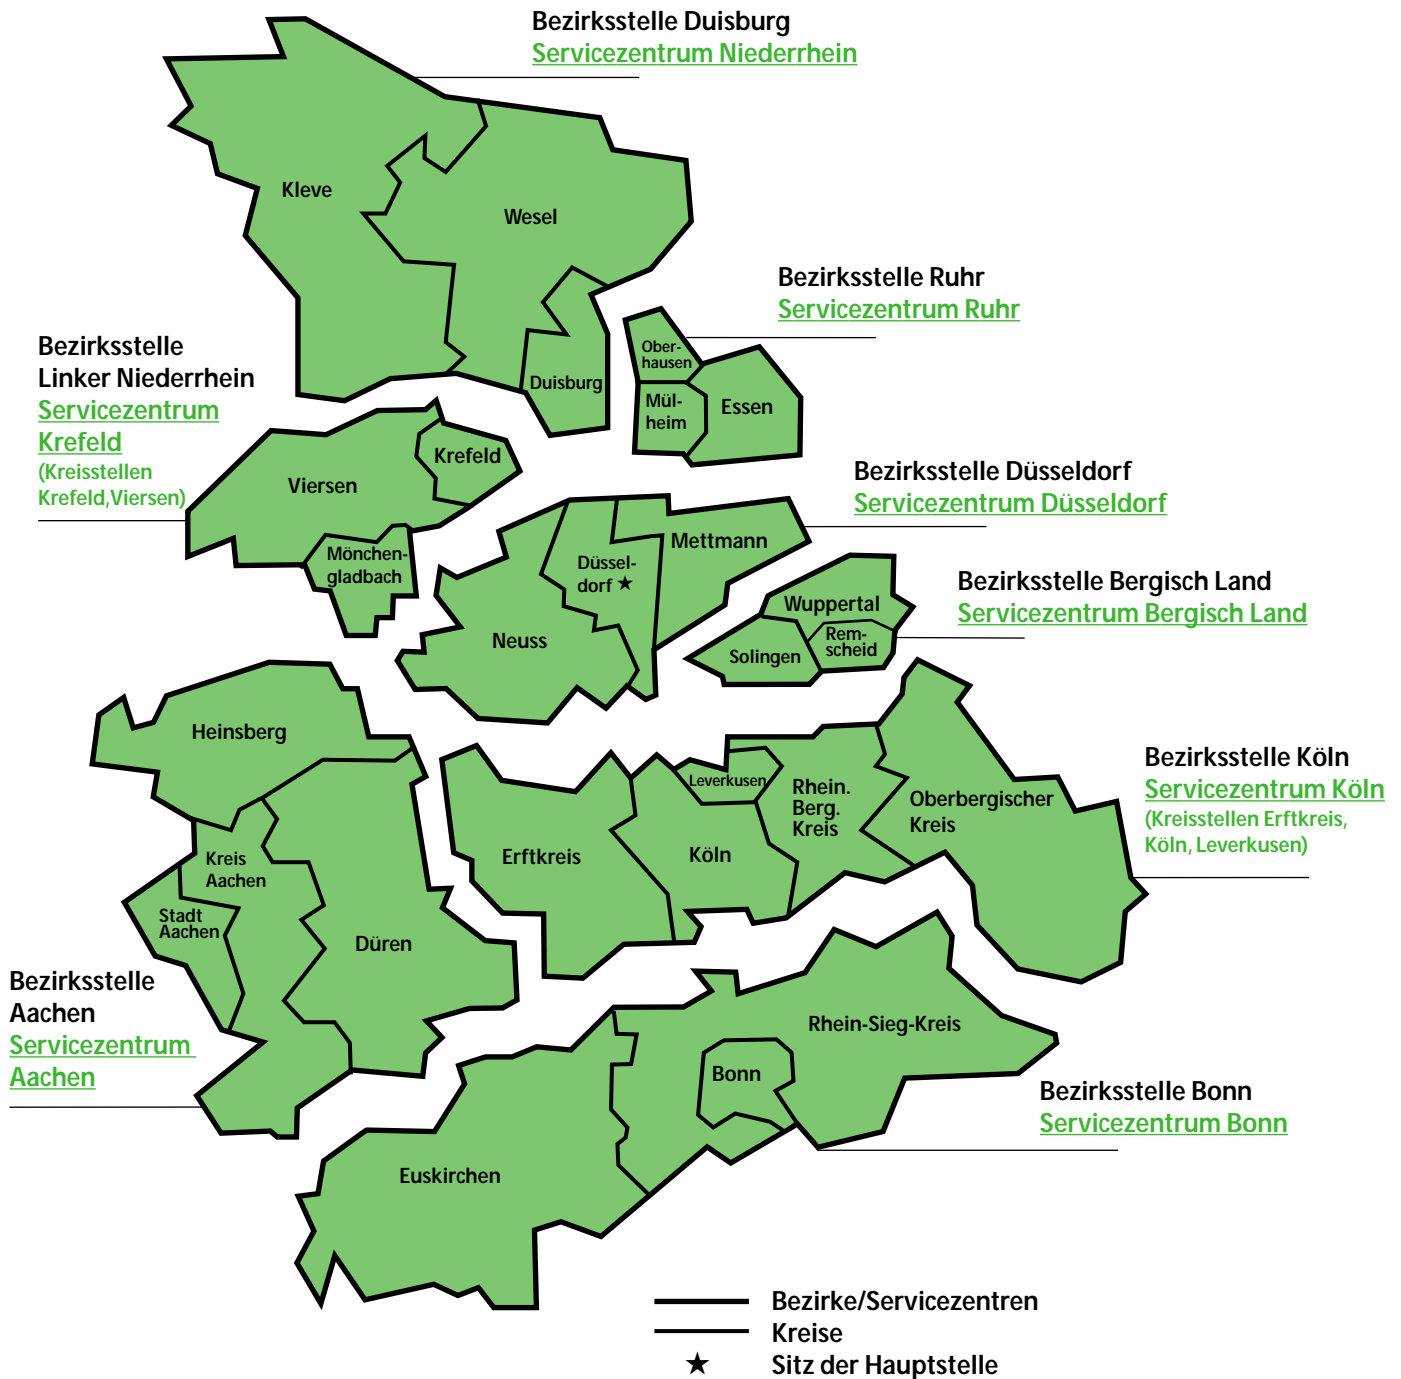 Bezirksstelle Duisburg
Servicezentrum Niederrhein
Kleve
Wesel
Duisburg
Bezirksstelle Ruhr
Servicezentrum Ruhr
Ober-
hausen
Mül-
heim
Essen
Bezirksstelle
Linker Niederrhein
Servicezentrum
Krefeld
(Kreisstellen
Krefeld,Viersen)
Krefeld
Viersen
Mönchen-
gladbach
Bezirksstelle Düsseldorf
Servicezentrum Düsseldorf
Mettmann
Düssel-
dorf ★
Neuss
Bezirksstelle Bergisch Land
Servicezentrum Bergisch Land
Wuppertal
Rem-
scheid
Solingen
Heinsberg
Kreis
Aachen
Stadt
Aachen
Düren
Bezirksstelle
Aachen
Servicezentrum
Aachen
Bezirksstelle Köln
Servicezentrum Köln
(Kreisstellen Erftkreis,
Köln, Leverkusen)
Leverkusen
Rhein.
Berg.
Kreis
Oberbergischer
Kreis
Erftkreis
Köln
Rhein-Sieg-Kreis
Bonn
Euskirchen
Bezirksstelle Bonn
Servicezentrum Bonn
Bezirke/Servicezentren
Kreise
★ Sitz der Hauptstelle